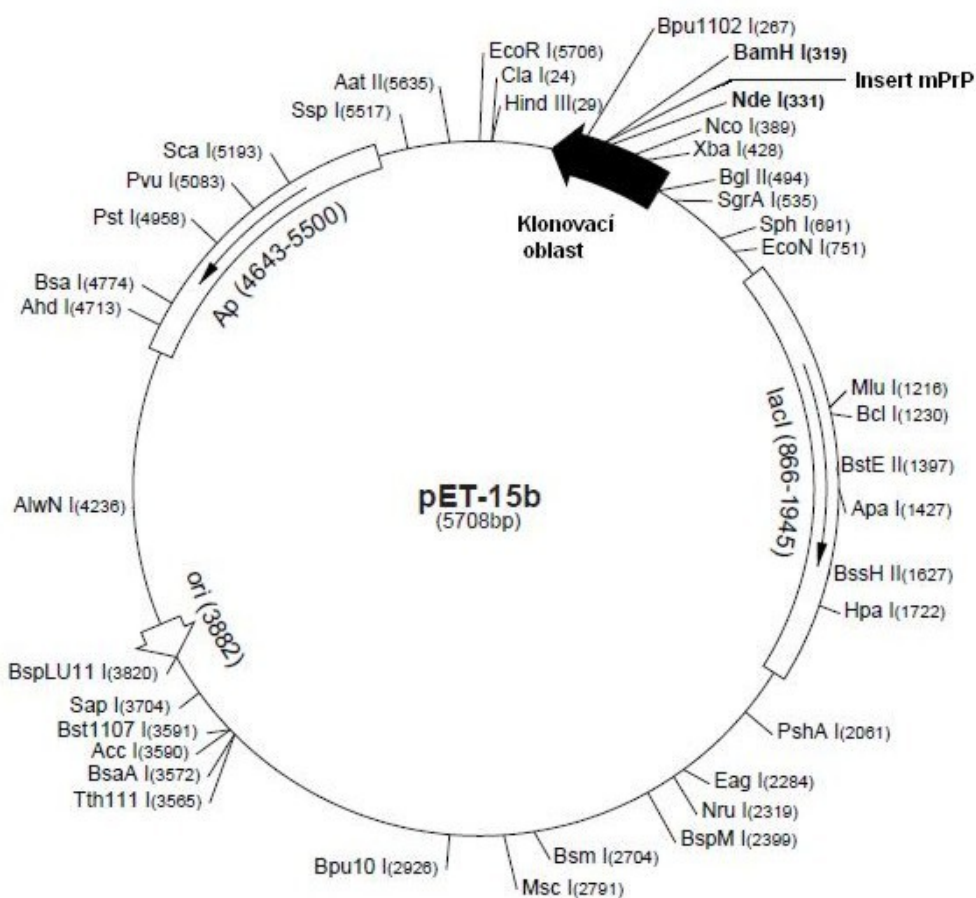 EcoR I(5706)
Cla I(24)
Hind III(29)
Bpu1102 I(267)
BamH I(319)
Insert mPrP
Nde I(331)
Nco I(389)
Xba I(428)
Bgl II(494)
SgrA I(535)
Sph I(691)
EcoN I(751)
Klonovací
oblast
Aat II(5635)
Ssp I(5517)
Sca I(5193)
Pvu I(5083)
Pst I(4958)
Bsa I(4774)
Ahd I(4713)
Ap (4643-5500)
lacI (866-1945)
Mlu I(1216)
Bcl I(1230)
BstE II(1397)
Apa I(1427)
BssH II(1627)
Hpa I(1722)
pET-15b
(5708bp)
AlwN I(4236)
ori (3882)
BspLU11 I(3820)
Sap I(3704)
Bst1107 I(3591)
Acc I(3590)
BsaA I(3572)
Tth111 I(3565)
PshA I(2061)
Eag I(2284)
Nru I(2319)
BspM I(2399)
Bsm I(2704)
Msc I(2791)
Bpu10 I(2926)